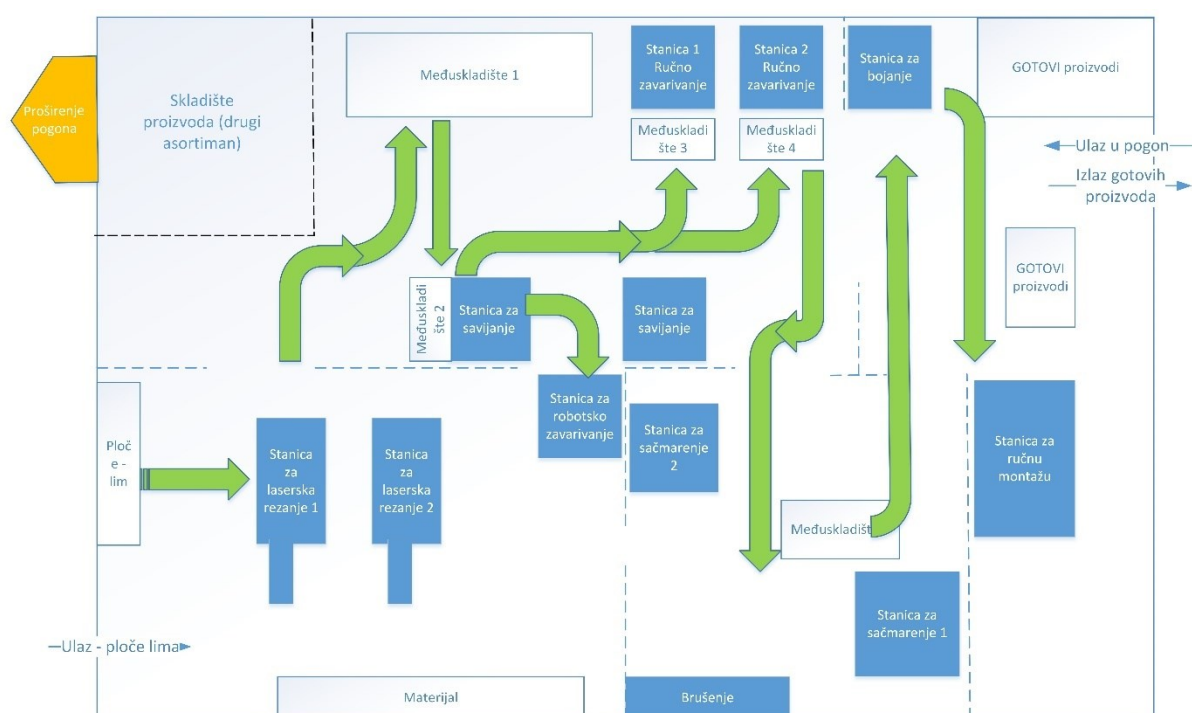 Proširenje
pogona
Skladište
proizvoda (drugi
asortiman)
Međuskladište 1
Stanica 1
Ručno
zavarivanje
Stanica 2
Ručno
zavarivanje
Stanica za
bojanje
GOTOVI proizvodi
Međuskladi
šte 3
Međuskladi
šte 4
Ulaz u pogon
Izlaz gotovih
proizvoda
GOTOVI
proizvodi
Međuskladi
šte 2
Stanica za
savijanje
Stanica za
savijanje
Ploč
e -
lim
Stanica
za
laserska
rezanje 1
Stanica
za
laserska
rezanje 2
Stanica za
robotsko
zavarivanje
Stanica za
sačmarenje
2
Stanica za
ručnu
montažu
Međuskladišt
Stanica za
sačmarenje 1
Ulaz - ploče lima
Materijal
Brušenje